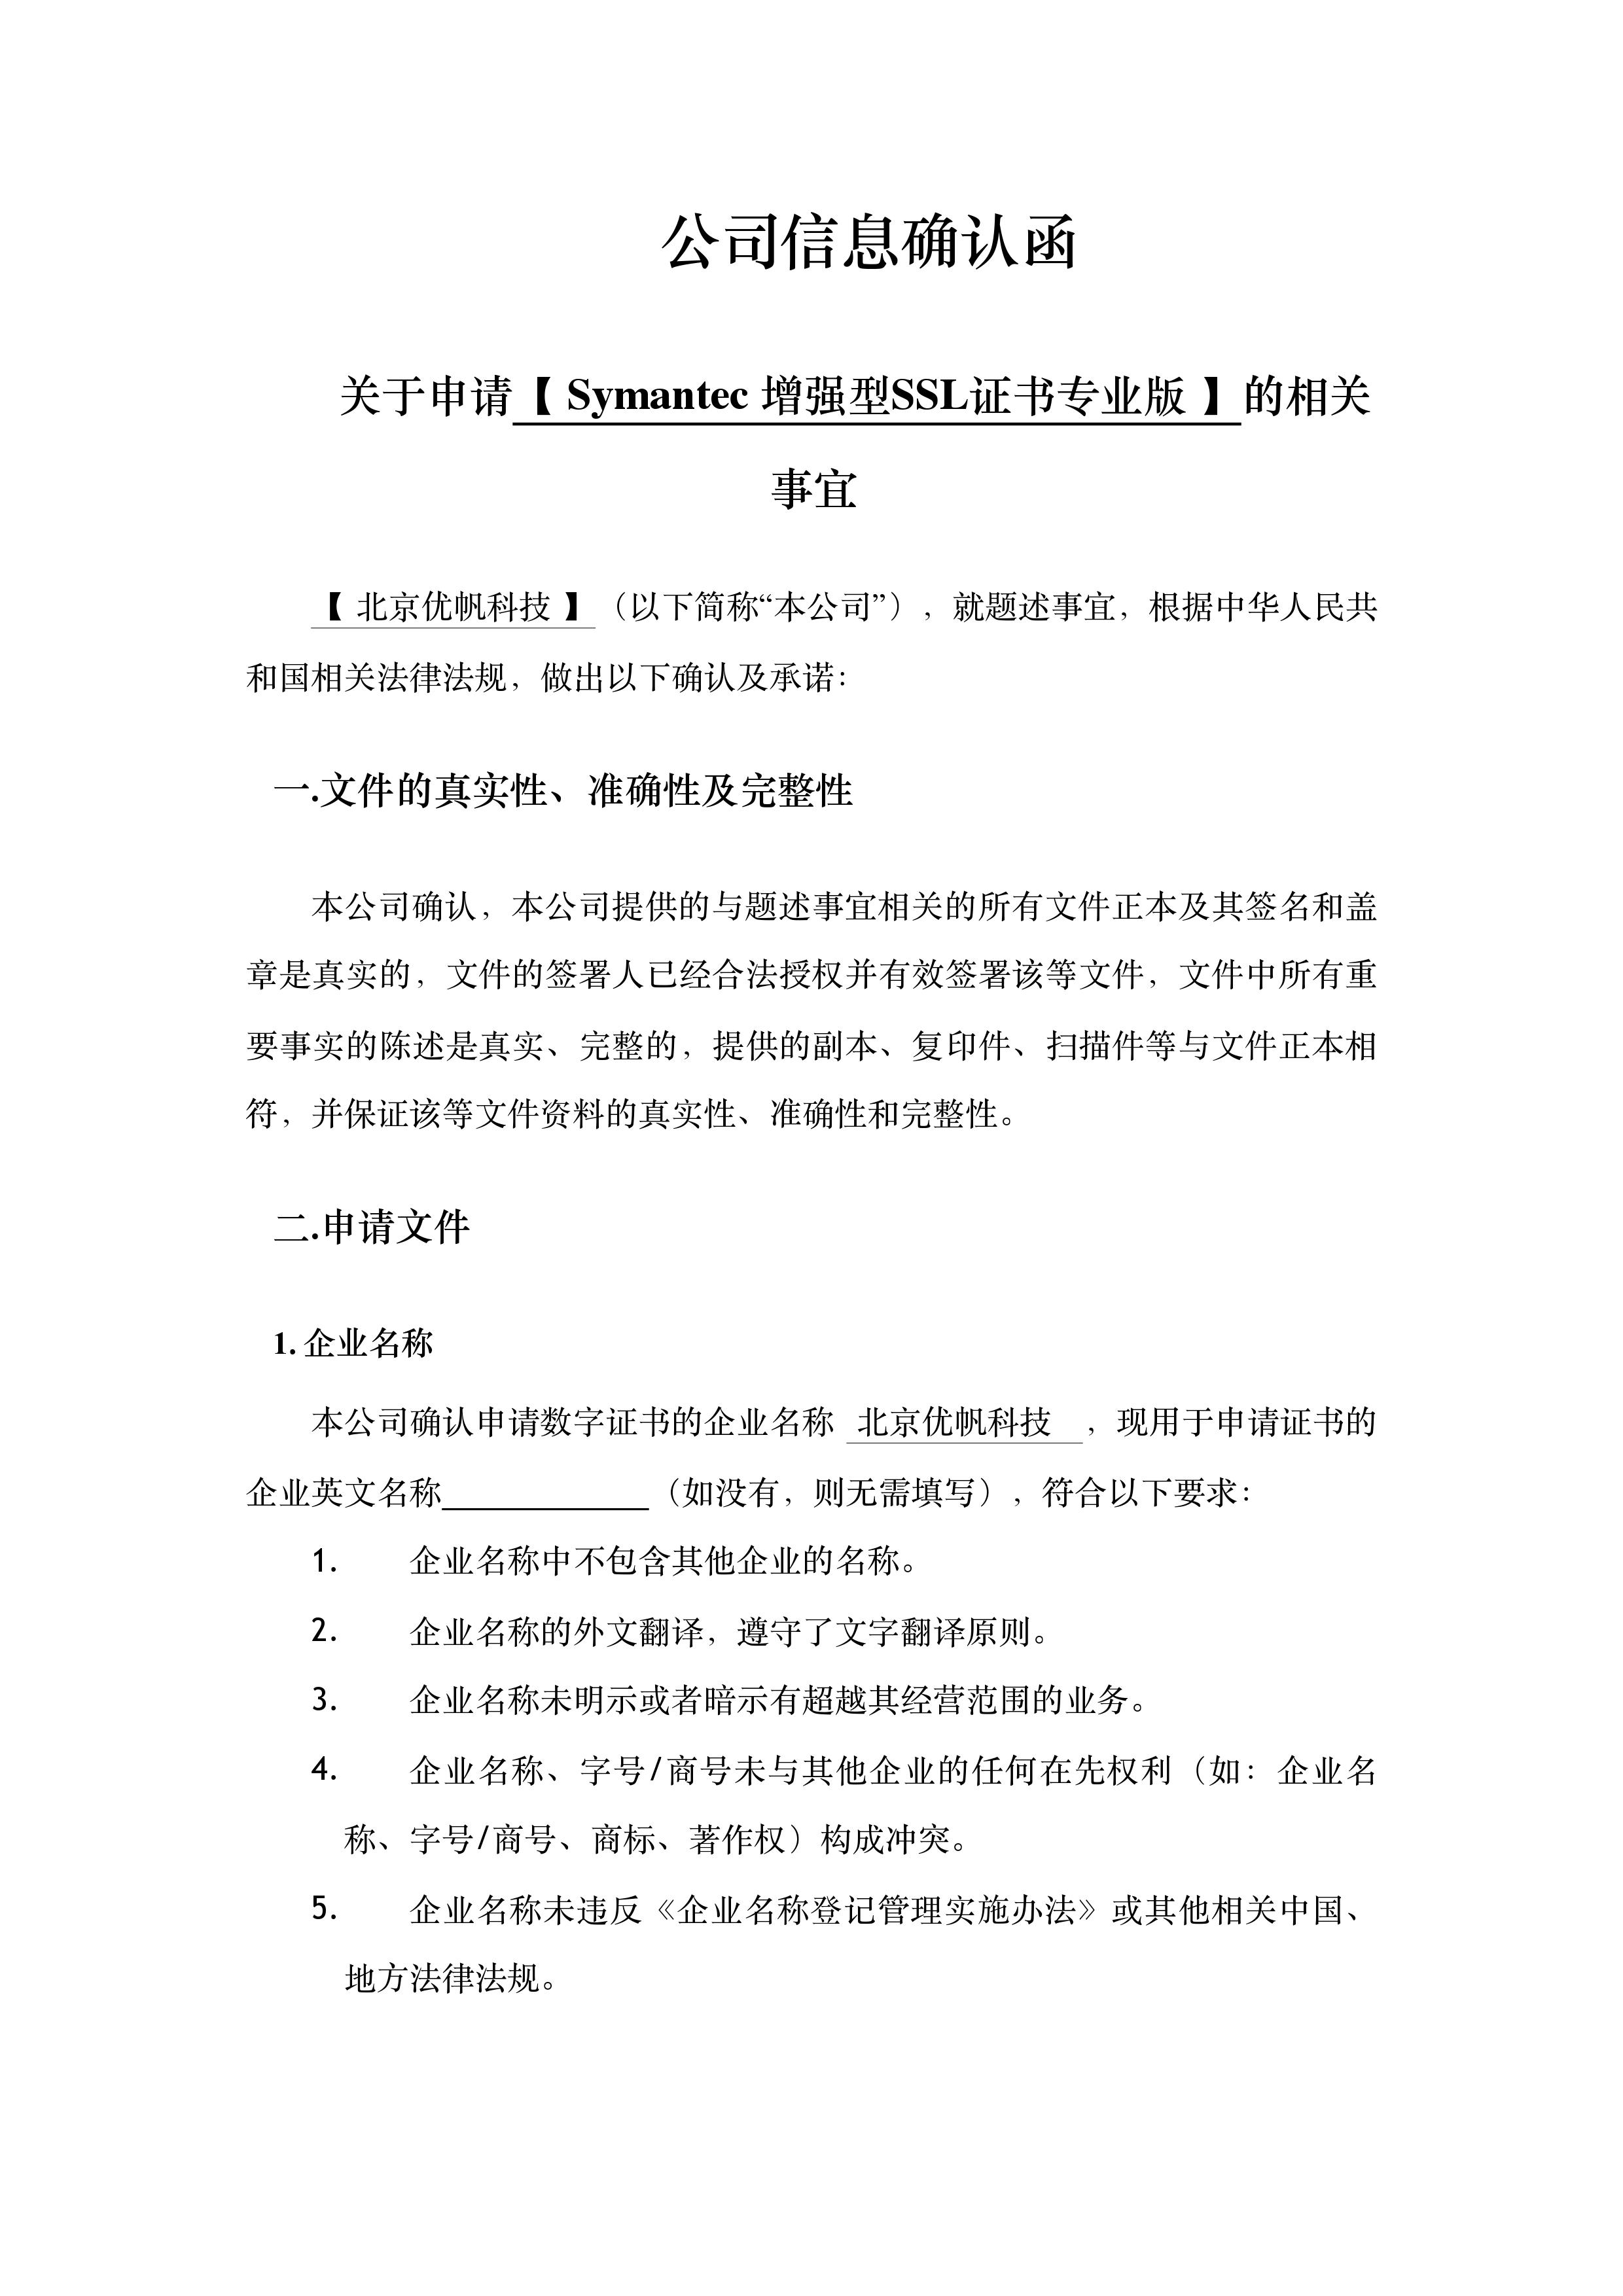 公司信息确认函
关于申请【 Symantec 增强型SSL证书专业版 】的相关
事宜
【 北京优帆科技 】（以下简称“本公司”），就题述事宜，根据中华人民共
和国相关法律法规，做出以下确认及承诺：
一.文件的真实性、准确性及完整性
本公司确认，本公司提供的与题述事宜相关的所有文件正本及其签名和盖
章是真实的，文件的签署人已经合法授权并有效签署该等文件，文件中所有重
要事实的陈述是真实、完整的，提供的副本、复印件、扫描件等与文件正本相
符，并保证该等文件资料的真实性、准确性和完整性。
二.申请文件
1. 企业名称
本公司确认申请数字证书的企业名称 北京优帆科技 ，现用于申请证书的
企业英文名称____________（如没有，则无需填写），符合以下要求：
1. 企业名称中不包含其他企业的名称。
2. 企业名称的外文翻译，遵守了文字翻译原则。
3. 企业名称未明示或者暗示有超越其经营范围的业务。
4. 企业名称、字号/商号未与其他企业的任何在先权利（如：企业名
称、字号/商号、商标、著作权）构成冲突。
5. 企业名称未违反《企业名称登记管理实施办法》或其他相关中国、
地方法律法规。